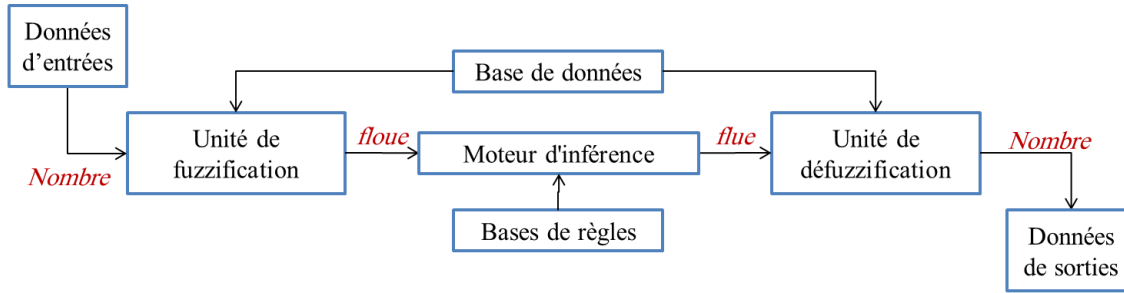 Données
d'entrées
Base de données
Unité de
fuzzification
floue
Moteur d'inférence
flue
Unité de
défuzzification
Nombre
Nombre
Bases de règles
Données
de sorties